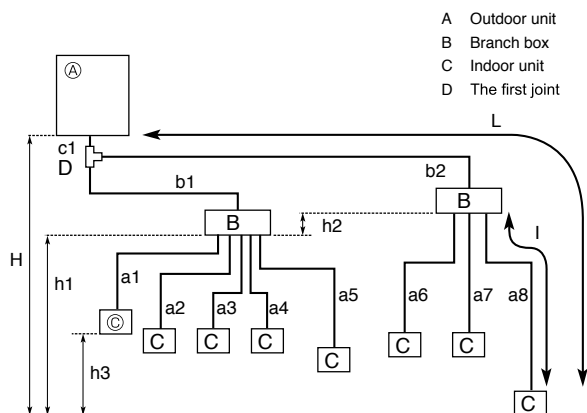 A Outdoor unit
B Branch box
C Indoor unit
D The first joint
A
L
c1
D
b1
b2
B
B
h2
I
H
h1
a1
a2
a3
a4
a5
a6
a7
a8
C
C
C
C
C
C
C
C
h3